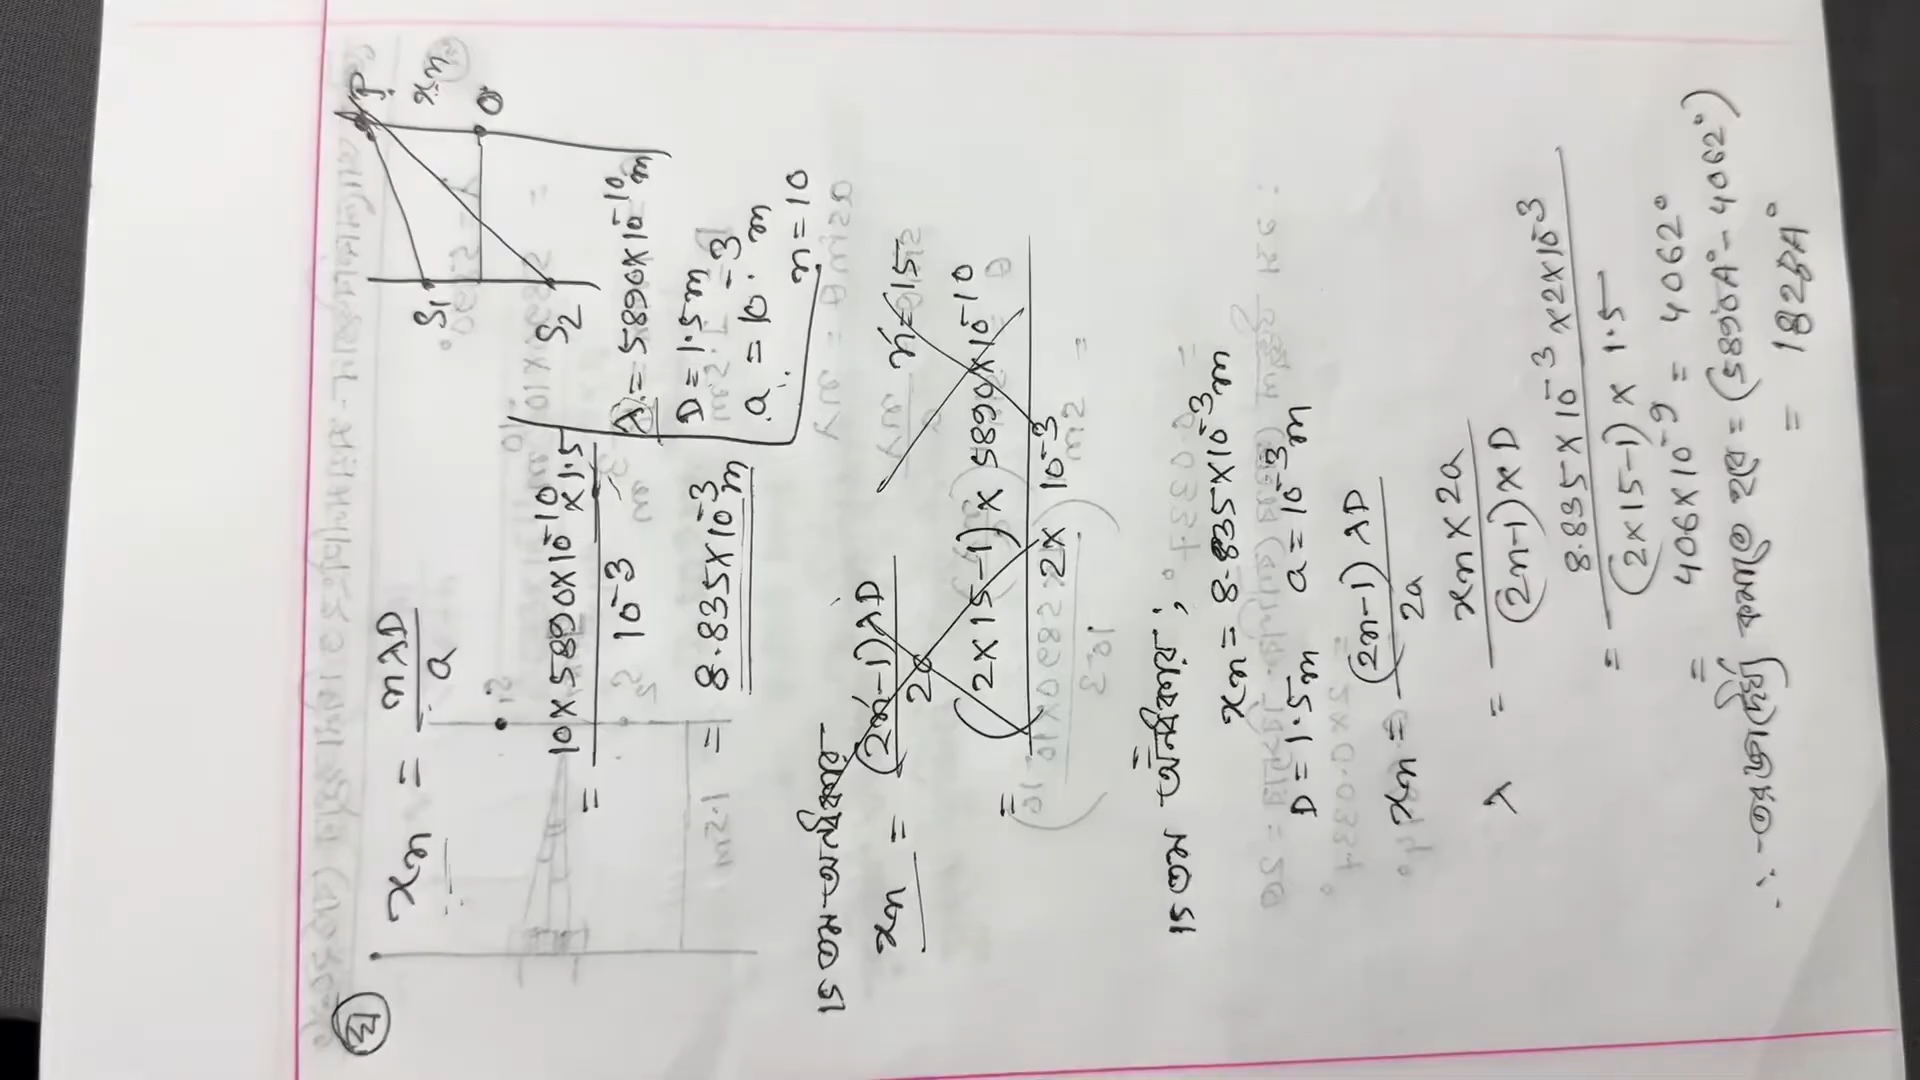 ঘ
xn = nλD / a
= 10 x 5890 x 10^-10 x 1.5 / 10^-3
= 8.835 x 10^-3 m
S1
S2
P
xn
O
λ = 5890 x 10^-10 m
D = 1.5 m
a = 10^-3 m
n = 10
15 তম অন্ধকার
xn = (2n-1) λD / 2a
n = 15
= (2 x 15-1) x 5890 x 10^-10 / 2 x 10^-3
15 তম অন্ধকার,
xn = 8.835 x 10^-3 m
D = 1.5 m a = 10^-3 m
xn = (2n-1) λD / 2a
λ = xn x 2a / (2n-1) x D
= 8.835 x 10^-3 x 2 x 10^-3 / (2 x 15-1) x 1.5
= 406 x 10^-9 = 4062°
∴ তরঙ্গদৈর্ঘ্য কমাতে হবে = (5890A° - 4062°)
= 1828A°